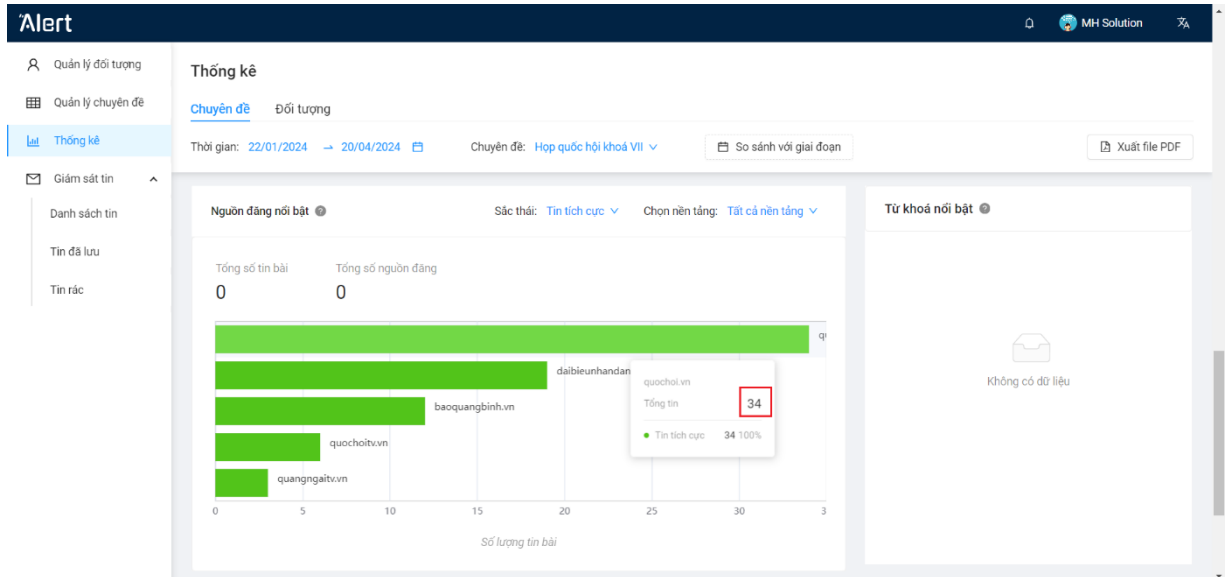 Alert
MH Solution
Quản lý đối tượng
Quản lý chuyên đề
Thống kê
Giám sát tin
Danh sách tin
Tin đã lưu
Tin rác
Thống kê
Chuyên đề Đối tượng
Thời gian: 22/01/2024 → 20/04/2024 Chuyên đề: Họp quốc hội khoá VII So sánh với giai đoạn Xuất file PDF
Nguồn đăng nổi bật Sắc thái: Tin tích cực Chọn nền tảng: Tất cả nền tảng
Tổng số tin bài Tổng số nguồn đăng
0 0
qu
daibieunhandan
baoquangbinh.vn
quochoitv.vn
quangngaitv.vn
quochoi.vn
Tổng tin 34
Tin tích cực 34 100%
0 5 10 15 20 25 30 3
Số lượng tin bài
Từ khoá nổi bật
Không có dữ liệu